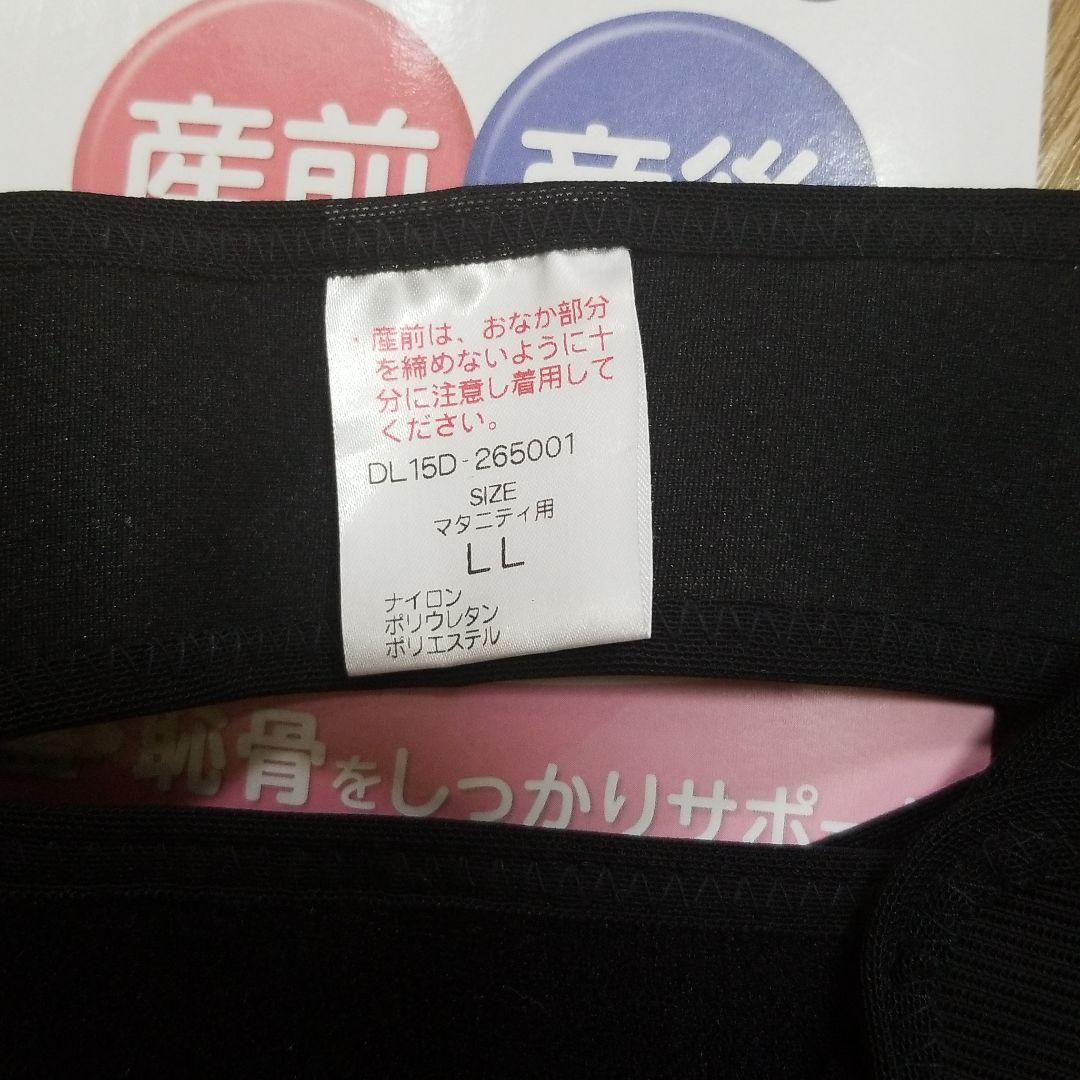 産前
産後
・産前は、おなか部分
を締めないように十
分に注意し着用して
ください。
DL15D-265001
SIZE
マタニティ用
LL
ナイロン
ポリウレタン
ポリエステル
恥骨をしっかりサポー